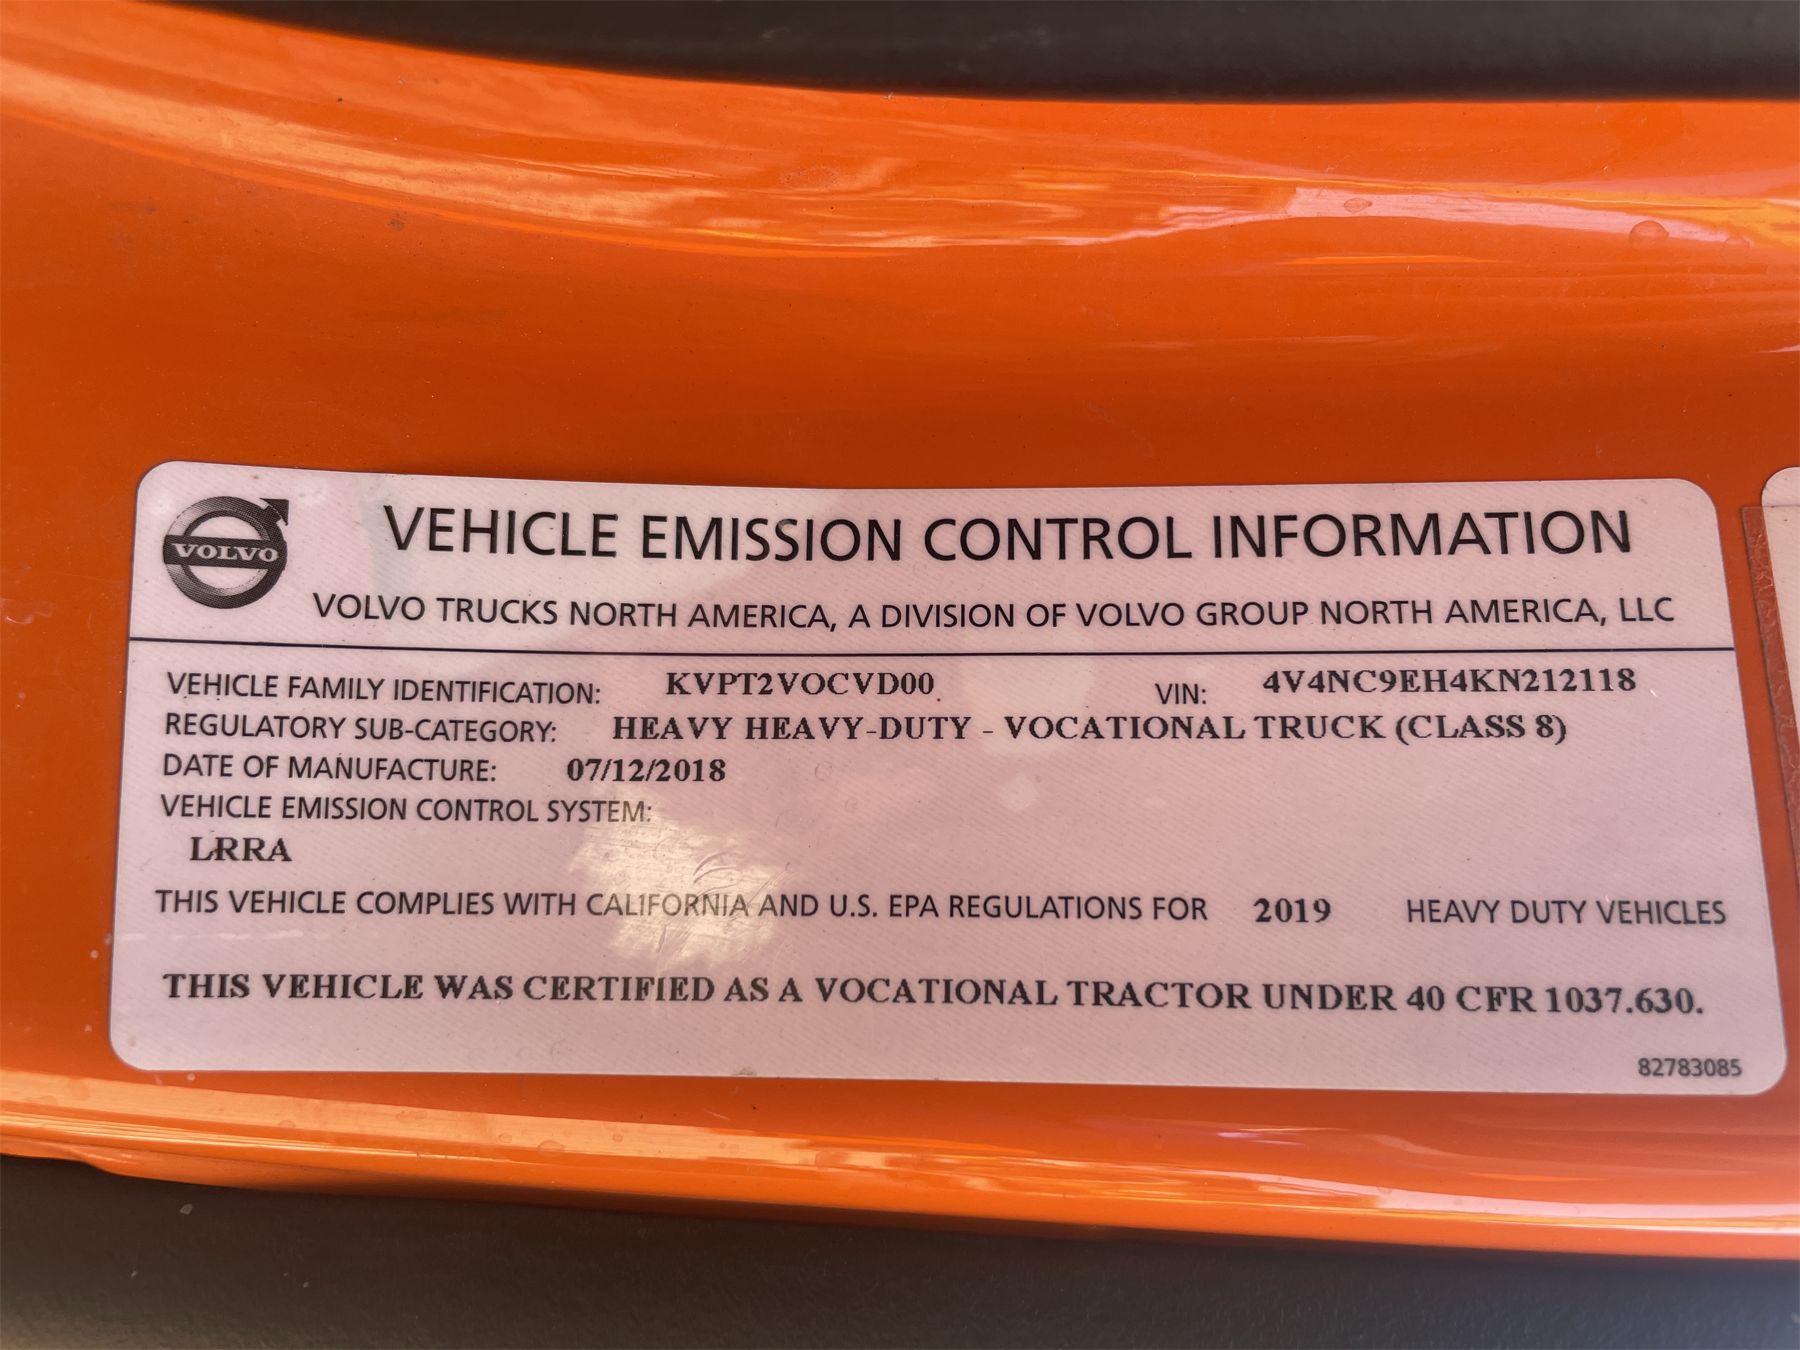 VOLVO
VEHICLE EMISSION CONTROL INFORMATION
VOLVO TRUCKS NORTH AMERICA, A DIVISION OF VOLVO GROUP NORTH AMERICA, LLC
VEHICLE FAMILY IDENTIFICATION: KVPT2VOCVD00 VIN: 4V4NC9EH4KN212118
REGULATORY SUB-CATEGORY: HEAVY HEAVY-DUTY - VOCATIONAL TRUCK (CLASS 8)
DATE OF MANUFACTURE: 07/12/2018
VEHICLE EMISSION CONTROL SYSTEM:
LRRA
THIS VEHICLE COMPLIES WITH CALIFORNIA AND U.S. EPA REGULATIONS FOR 2019 HEAVY DUTY VEHICLES
THIS VEHICLE WAS CERTIFIED AS A VOCATIONAL TRACTOR UNDER 40 CFR 1037.630.
82783085